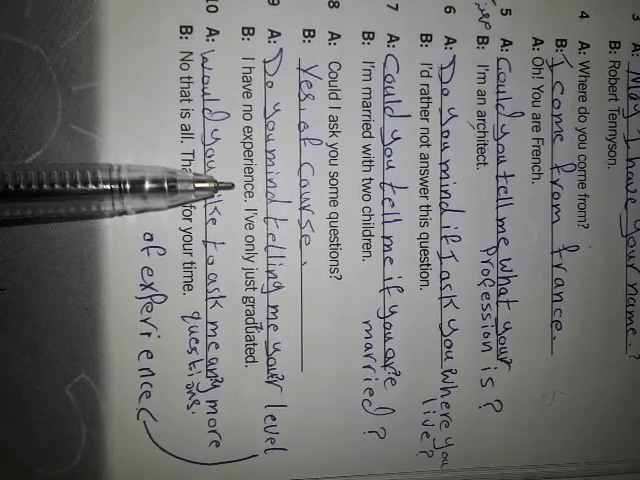 3 A: May I have your name?
B: Robert Tennyson.
4 A: Where do you come from?
B: I come from france.
A: Oh! You are French.
5 A: Could you tell me what your
profession is?
B: I'm an architect.
6 A: Do you mind if I ask you where you
live?
B: I'd rather not answer this question.
7 A: Could you tell me if you are
married?
B: I'm married with two children.
8 A: Could I ask you some questions?
B: Yes of course.
9 A: Do you mind telling me your level
of experience
B: I have no experience. I've only just graduated.
10 A: Would you like to ask me any more
questions.
B: No that is all. for your time.